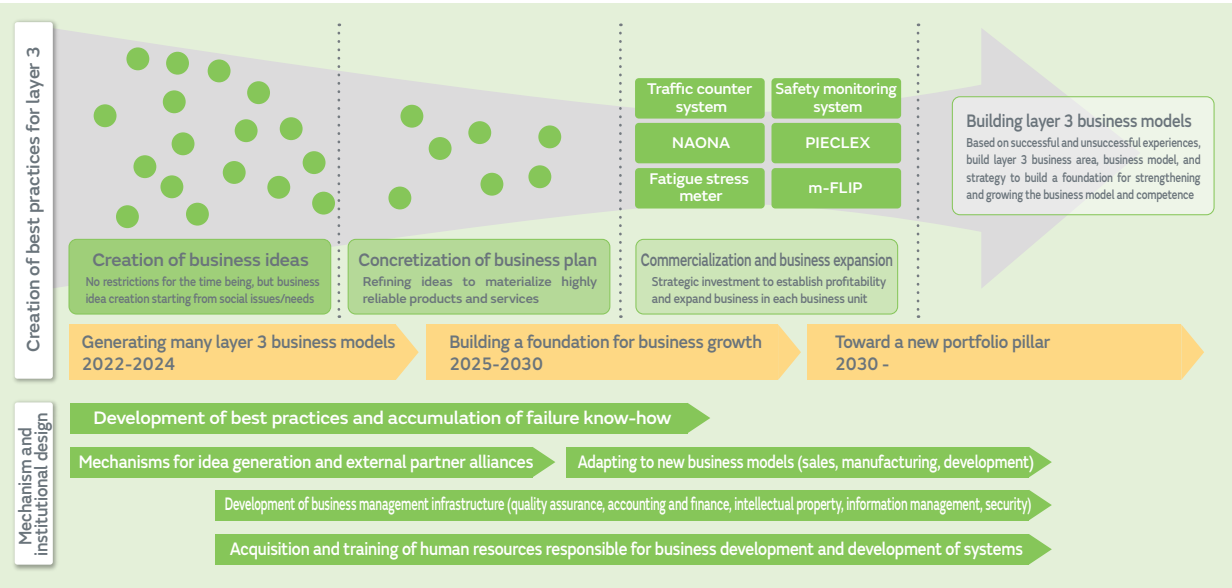 Creation of best practices for layer 3
Traffic counter
system
Safety monitoring
system
NAONA
PIECLEX
Fatigue stress
meter
m-FLIP
Building layer 3 business models
Based on successful and unsuccessful experiences,
build layer 3 business area, business model, and
strategy to build a foundation for strengthening
and growing the business model and competence
Creation of business ideas
No restrictions for the time being, but business
idea creation starting from social issues/needs
Concretization of business plan
Refining ideas to materialize highly
reliable products and services
Commercialization and business expansion
Strategic investment to establish profitability
and expand business in each business unit
Generating many layer 3 business models
2022-2024
Building a foundation for business growth
2025-2030
Toward a new portfolio pillar
2030 -
Mechanism and
institutional design
Development of best practices and accumulation of failure know-how
Mechanisms for idea generation and external partner alliances
Adapting to new business models (sales, manufacturing, development)
Development of business management infrastructure (quality assurance, accounting and finance, intellectual property, information management, security)
Acquisition and training of human resources responsible for business development and development of systems